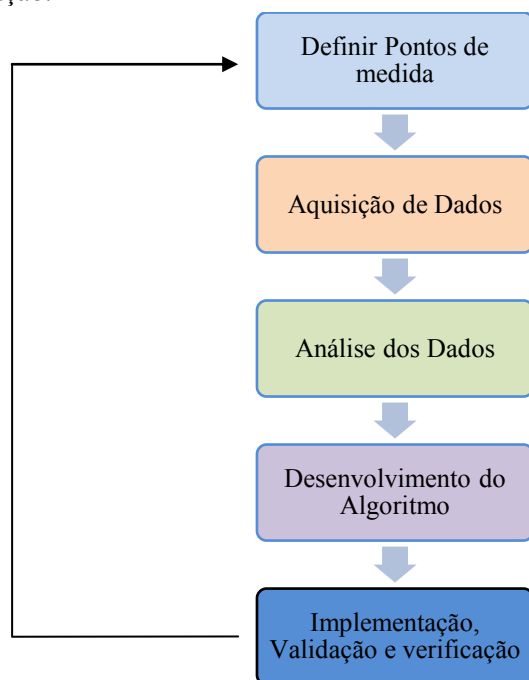 Definir Pontos de
medida
Aquisição de Dados
Análise dos Dados
Desenvolvimento do
Algoritmo
Implementação,
Validação e verificação